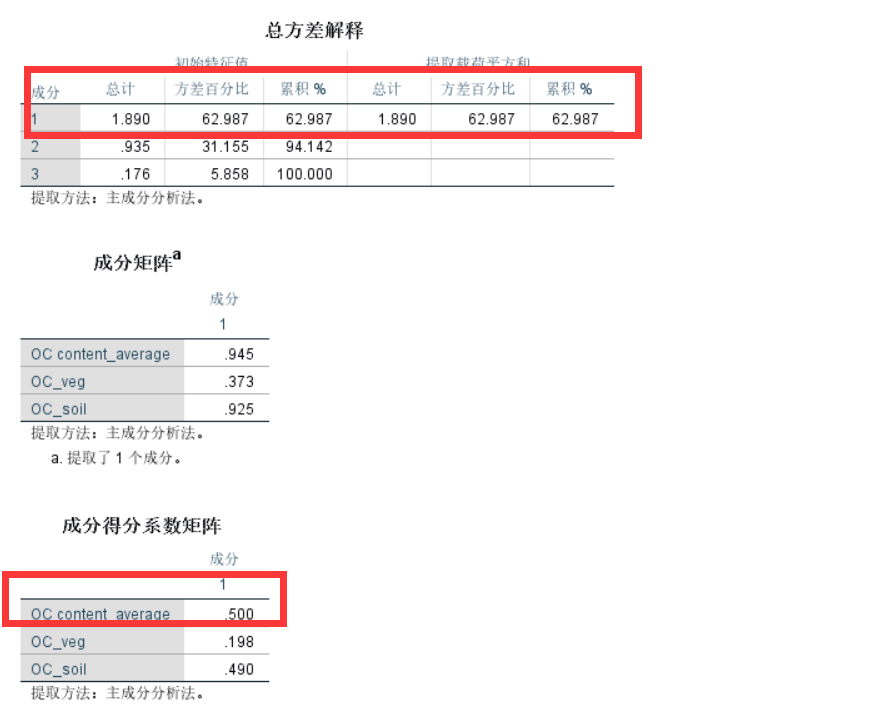 总方差解释
初始特征值 提取载荷平方和
成分 总计 方差百分比 累积 % 总计 方差百分比 累积 %
1 1.890 62.987 62.987 1.890 62.987 62.987
2 .935 31.155 94.142
3 .176 5.858 100.000
提取方法：主成分分析法。
成分矩阵a
成分
1
OC content_average .945
OC_veg .373
OC_soil .925
提取方法：主成分分析法。
a. 提取了 1 个成分。
成分得分系数矩阵
成分
1
OC content_average .500
OC_veg .198
OC_soil .490
提取方法：主成分分析法。